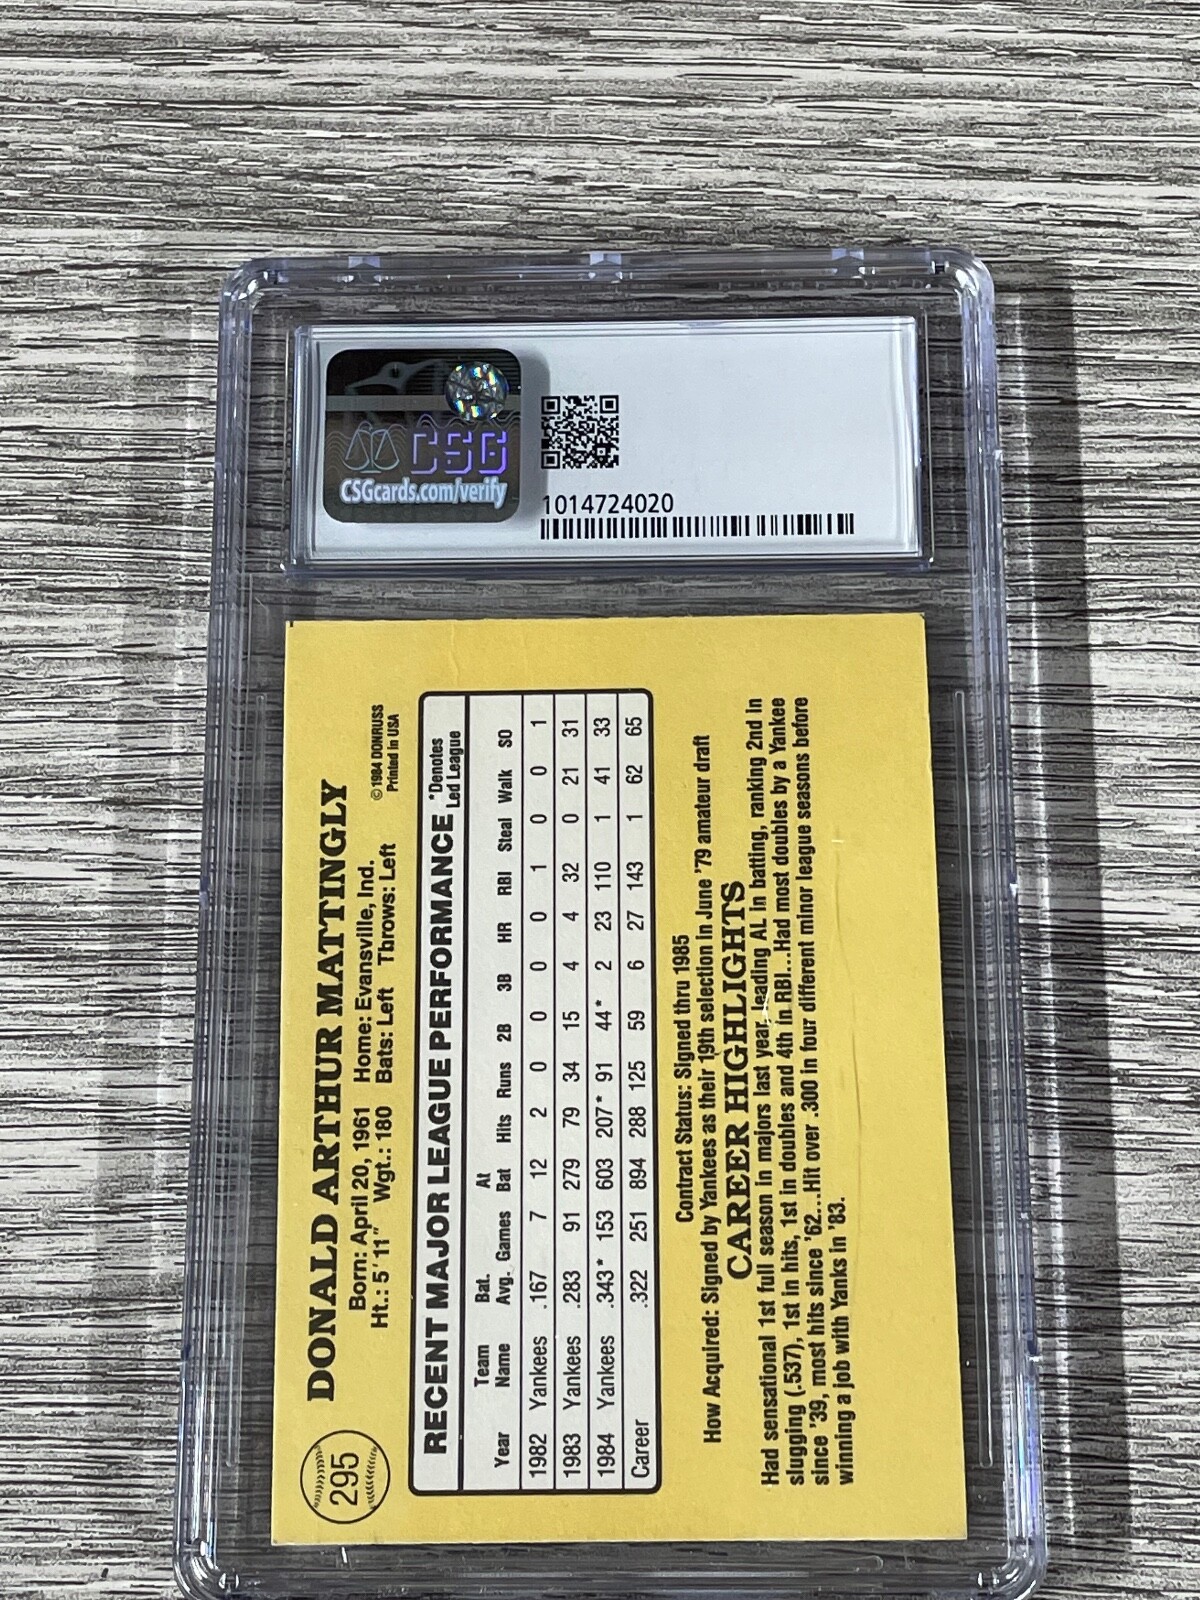 CSG
CSGcards.com/verify
1014724020
295
DONALD ARTHUR MATTINGLY
Born: April 20, 1961 Home: Evansville, Ind.
Ht.: 5'11" Wgt.: 180 Bats: Left Throws: Left
© 1984 DONRUSS
Printed in USA
RECENT MAJOR LEAGUE PERFORMANCE *Denotes
Led League
Team Bat. At
Year Name Avg. Games Bat Hits Runs 2B 3B HR RBI Steal Walk SO
1982 Yankees .167 7 12 2 0 0 0 0 1 0 0 1
1983 Yankees .283 91 279 79 34 15 4 4 32 0 21 31
1984 Yankees .343* 153 603 207* 91 44* 2 23 110 1 41 33
Career .322 251 894 288 125 59 6 27 143 1 62 65
Contract Status: Signed thru 1985
How Acquired: Signed by Yankees as their 19th selection in June '79 amateur draft
CAREER HIGHLIGHTS
Had sensational 1st full season in majors last year, leading AL in batting, ranking 2nd in
slugging (.537), 1st in hits, 1st in doubles and 4th in RBI...Had most doubles by a Yankee
since '39, most hits since '62...Hit over .300 in four different minor league seasons before
winning a job with Yanks in '83.